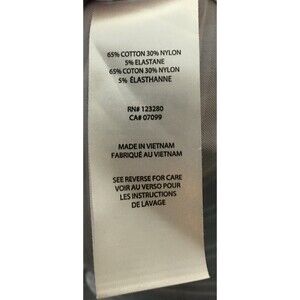 65% COTTON 30% NYLON
5% ELASTANE
65% COTON 30% NYLON
5% ÉLASTHANNE
RN# 123280
CA# 07099
MADE IN VIETNAM
FABRIQUÉ AU VIETNAM
SEE REVERSE FOR CARE
VOIR AU VERSO POUR
LES INSTRUCTIONS
DE LAVAGE